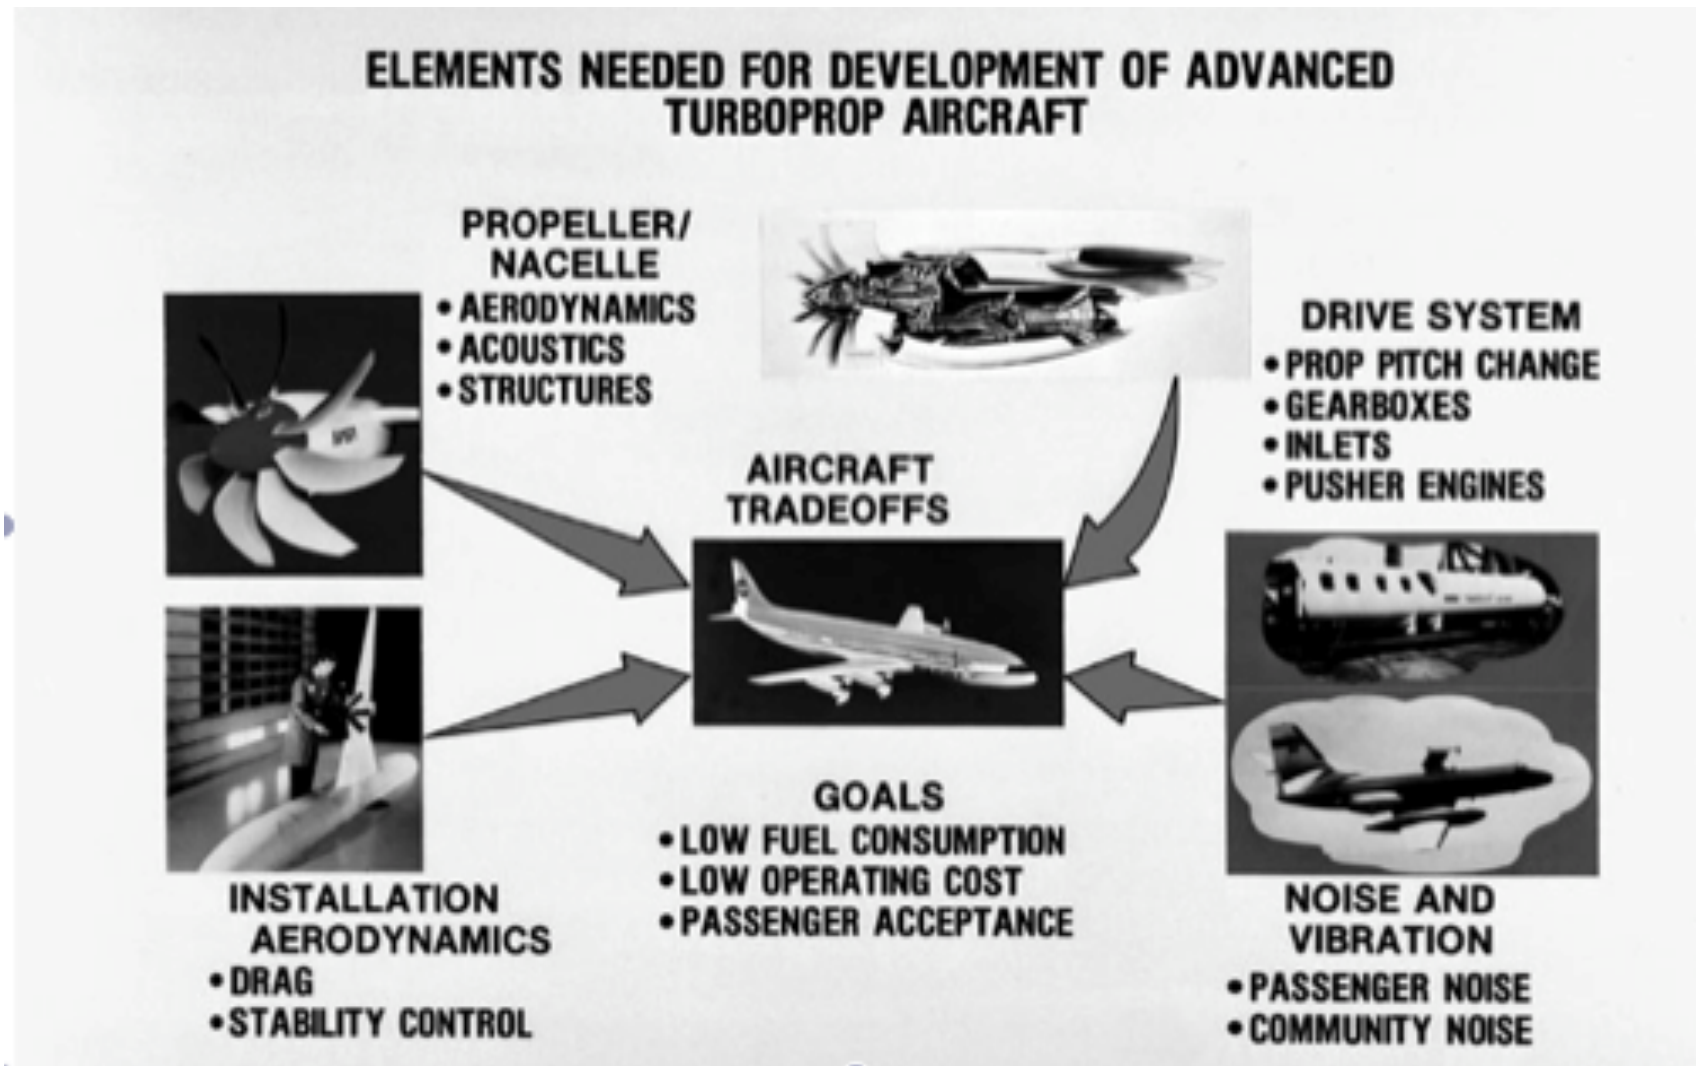 ELEMENTS NEEDED FOR DEVELOPMENT OF ADVANCED
TURBOPROP AIRCRAFT
PROPELLER/
NACELLE
• AERODYNAMICS
• ACOUSTICS
• STRUCTURES
DRIVE SYSTEM
• PROP PITCH CHANGE
• GEARBOXES
• INLETS
• PUSHER ENGINES
AIRCRAFT
TRADEOFFS
GOALS
• LOW FUEL CONSUMPTION
• LOW OPERATING COST
• PASSENGER ACCEPTANCE
INSTALLATION
AERODYNAMICS
• DRAG
• STABILITY CONTROL
NOISE AND
VIBRATION
• PASSENGER NOISE
• COMMUNITY NOISE